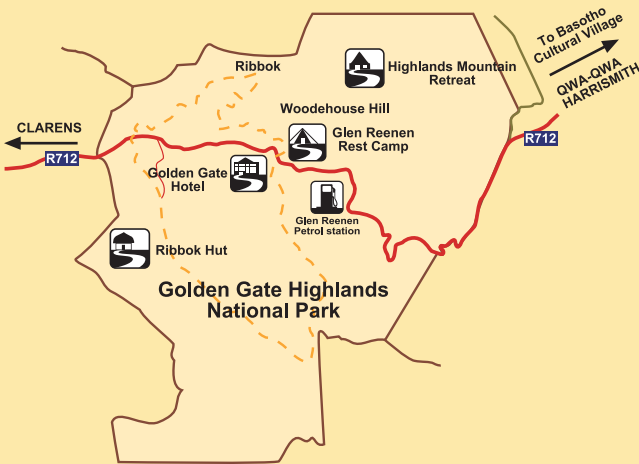 To Basotho
Cultural Village
QWA-QWA
HARRISMITH
Ribbok
Highlands Mountain
Retreat
Woodehouse Hill
CLARENS
Glen Reenen
Rest Camp
R712
R712
Golden Gate
Hotel
Glen Reenen
Petrol station
Ribbok Hut
Golden Gate Highlands
National Park